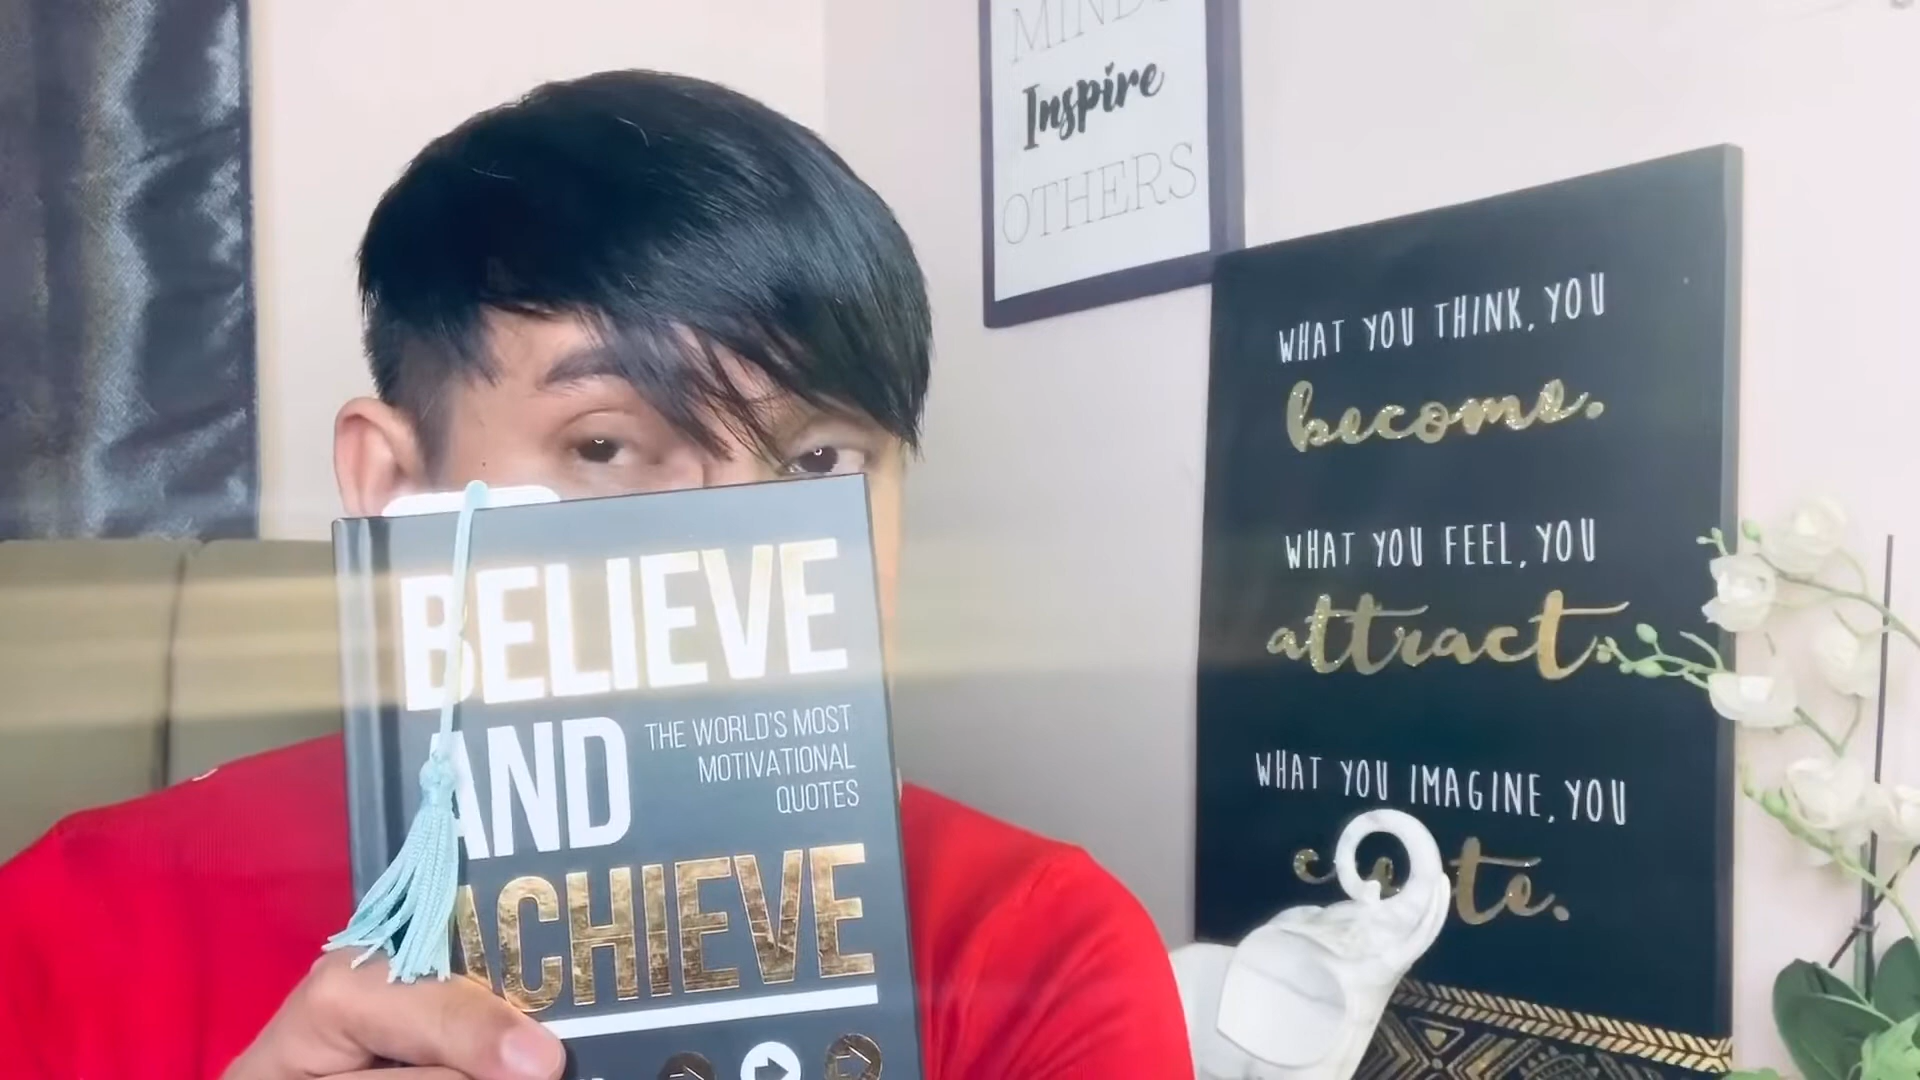 BELIEVE
AND
THE WORLD'S MOST
MOTIVATIONAL
QUOTES
ACHIEVE
Inspire
OTHERS
WHAT YOU THINK, YOU
become.
WHAT YOU FEEL, YOU
attract.
WHAT YOU IMAGINE, YOU